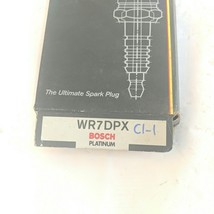 The Ultimate Spark Plug
WR7DPX C1-1
BOSCH
PLATINUM